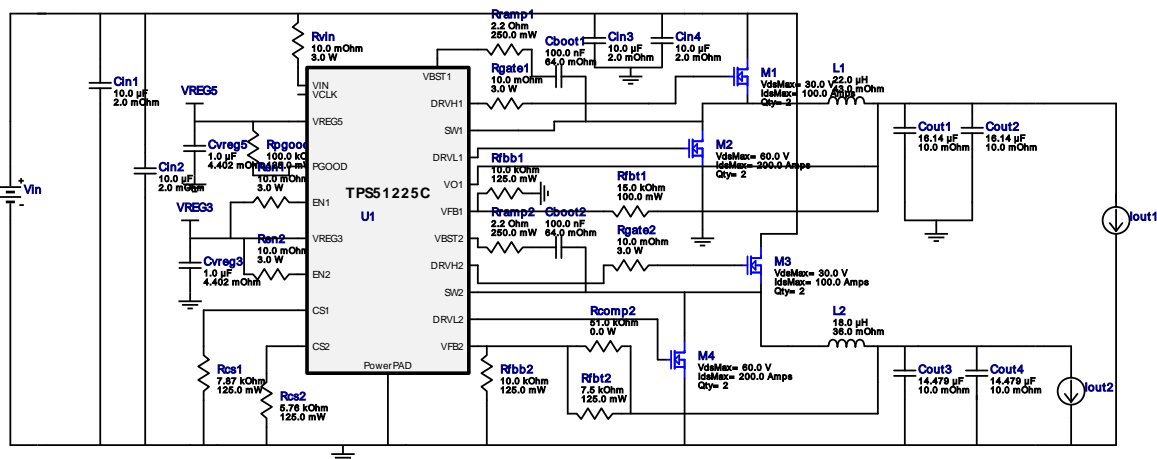 Vin
Cin1
10.0 µF
2.0 mOhm
Cin2
10.0 µF
2.0 mOhm
VREG5
Cvreg5
1.0 µF
4.402 mOhm
VREG3
Cvreg3
1.0 µF
4.402 mOhm
Rvin
10.0 mOhm
3.0 W
Rpgood
100.0 kO
Ren1
10.0 mOhm
3.0 W
Ren2
10.0 mOhm
3.0 W
Rcs1
7.87 kOhm
125.0 mW
Rcs2
5.76 kOhm
125.0 mW
VIN
VCLK
VREG5
PGOOD
EN1
VREG3
EN2
CS1
CS2
TPS51225C
U1
PowerPAD
VBST1
DRVH1
SW1
DRVL1
VO1
VFB1
VBST2
DRVH2
SW2
DRVL2
VFB2
Rramp1
2.2 Ohm
250.0 mW
Cboot1
100.0 nF
64.0 mOhm
Rgate1
10.0 mOhm
3.0 W
Cin3
10.0 µF
2.0 mOhm
Cin4
10.0 µF
2.0 mOhm
M1
VdsMax= 30.0 V
IdsMax= 100.0 Amps
Qty= 2
L1
22.0 µH
43.0 mOhm
M2
VdsMax= 60.0 V
IdsMax= 200.0 Amps
Qty= 2
Rfbb1
10.0 kOhm
125.0 mW
Rfbt1
15.0 kOhm
100.0 mW
Cout1
16.14 µF
10.0 mOhm
Cout2
16.14 µF
10.0 mOhm
Iout1
Rramp2
2.2 Ohm
250.0 mW
Cboot2
100.0 nF
64.0 mOhm
Rgate2
10.0 mOhm
3.0 W
M3
VdsMax= 30.0 V
IdsMax= 100.0 Amps
Qty= 2
Rcomp2
51.0 kOhm
0.0 W
L2
18.0 µH
36.0 mOhm
M4
VdsMax= 60.0 V
IdsMax= 200.0 Amps
Qty= 2
Rfbb2
10.0 kOhm
125.0 mW
Rfbt2
7.5 kOhm
125.0 mW
Cout3
14.479 µF
10.0 mOhm
Cout4
14.479 µF
10.0 mOhm
Iout2